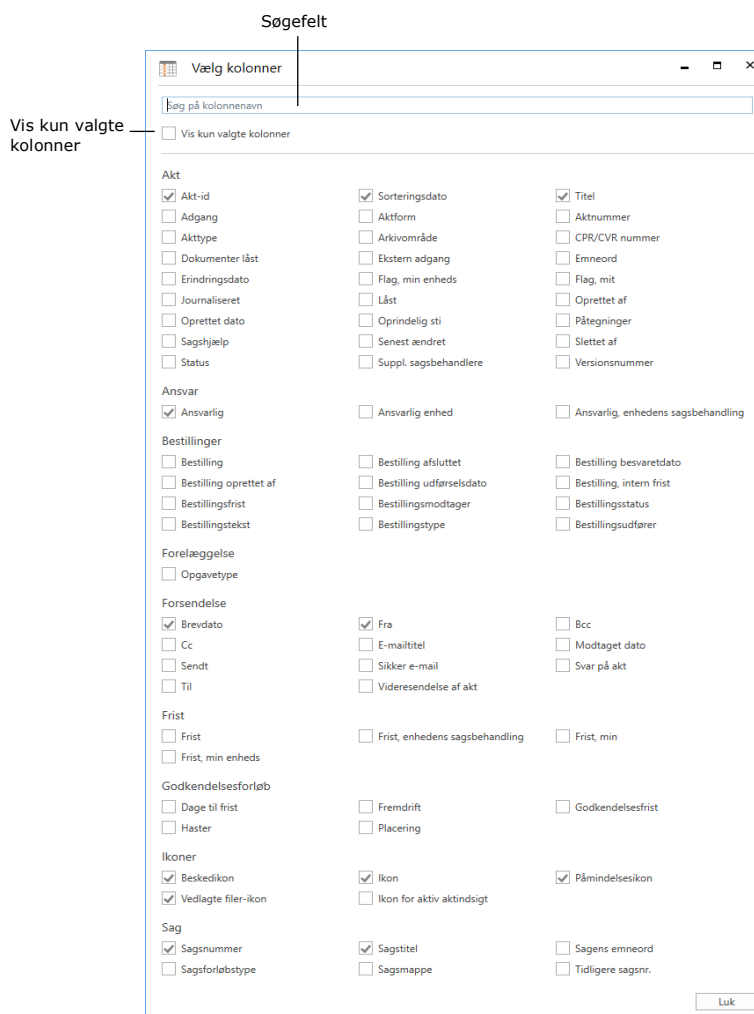 Søgefelt
Vælg kolonner
Søg på kolonnenavn
Vis kun valgte
kolonner
Vis kun valgte kolonner
Akt
Akt-id Sorteringsdato Titel
Adgang Aktform Aktnummer
Akttype Arkivområde CPR/CVR nummer
Dokumenter låst Ekstern adgang Emneord
Erindringsdato Flag, min enheds Flag, mit
Journaliseret Låst Oprettet af
Oprettet dato Oprindelig sti Påtegninger
Sagshjælp Senest ændret Slettet af
Status Suppl. sagsbehandlere Versionsnummer
Ansvar
Ansvarlig Ansvarlig enhed Ansvarlig, enhedens sagsbehandling
Bestillinger
Bestilling Bestilling afsluttet Bestilling besvaretdato
Bestilling oprettet af Bestilling udførselsdato Bestilling, intern frist
Bestillingsfrist Bestillingsmodtager Bestillingsstatus
Bestillingstekst Bestillingstype Bestillingsudfører
Forelæggelse
Opgavetype
Forsendelse
Brevdato Fra Bcc
Cc E-mailtitel Modtaget dato
Sendt Sikker e-mail Svar på akt
Til Videresendelse af akt
Frist
Frist Frist, enhedens sagsbehandling Frist, min
Frist, min enheds
Godkendelsesforløb
Dage til frist Fremdrift Godkendelsesfrist
Haster Placering
Ikoner
Beskedikon Ikon Påmindelsesikon
Vedlagte filer-ikon Ikon for aktiv aktindsigt
Sag
Sagsnummer Sagstitel Sagens emneord
Sagsforløbstype Sagsmappe Tidligere sagsnr.
Luk